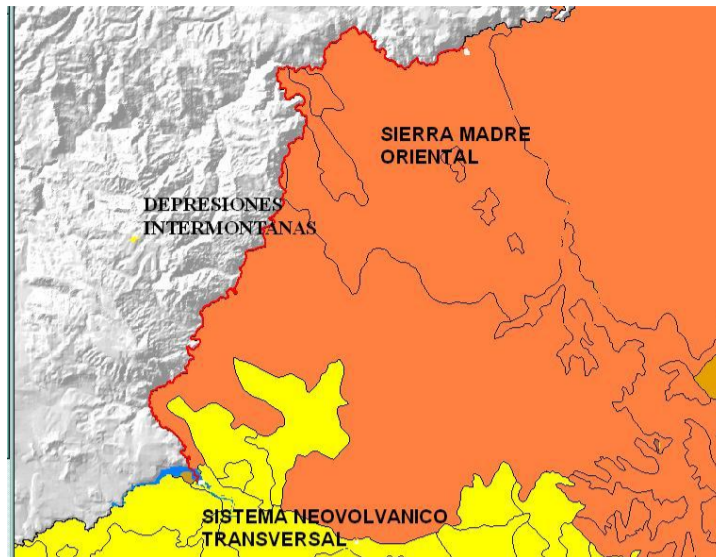 SIERRA MADRE
ORIENTAL
DEPRESIONES
INTERMONTANAS
SISTEMA NEOVOLVANICO
TRANSVERSAL